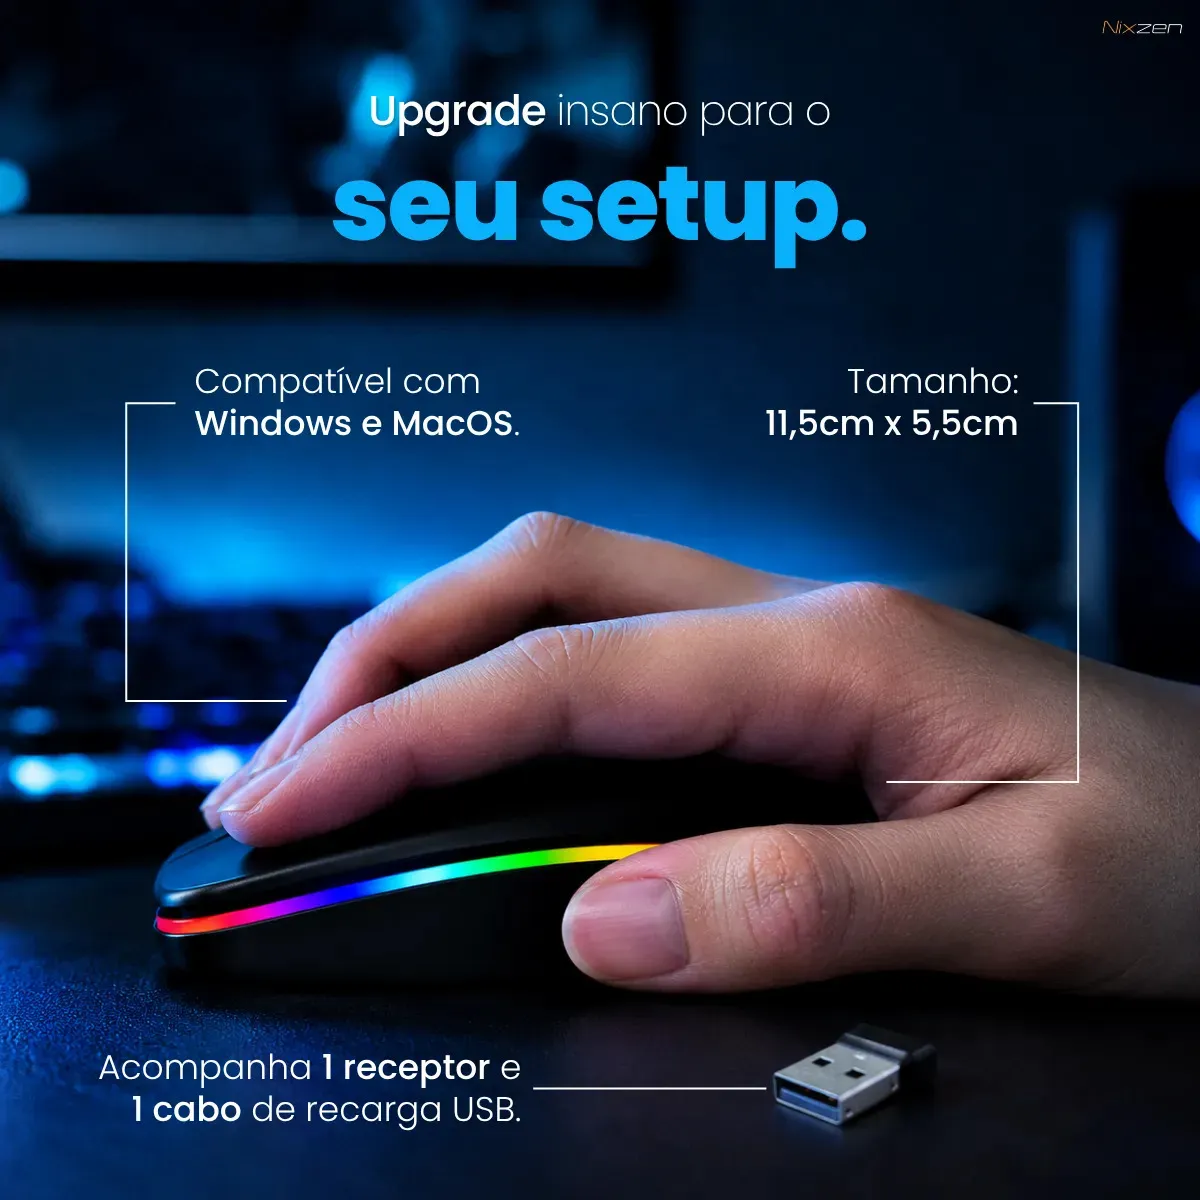 Nixzen
Upgrade insano para o
seu setup.
Compatível com
Windows e MacOS.
Tamanho:
11,5cm x 5,5cm
Acompanha 1 receptor e
1 cabo de recarga USB.